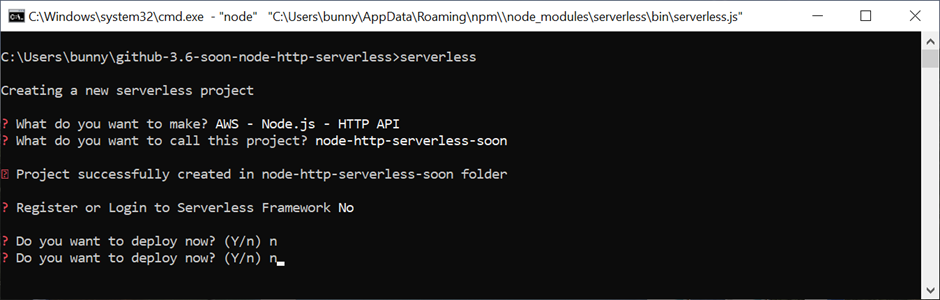 C:\Windows\system32\cmd.exe - "node" "C:\Users\bunny\AppData\Roaming\npm\\node_modules\serverless\bin\serverless.js"
C:\Users\bunny\github-3.6-soon-node-http-serverless>serverless
Creating a new serverless project
? What do you want to make? AWS - Node.js - HTTP API
? What do you want to call this project? node-http-serverless-soon
Project successfully created in node-http-serverless-soon folder
? Register or Login to Serverless Framework No
? Do you want to deploy now? (Y/n) n
? Do you want to deploy now? (Y/n) n